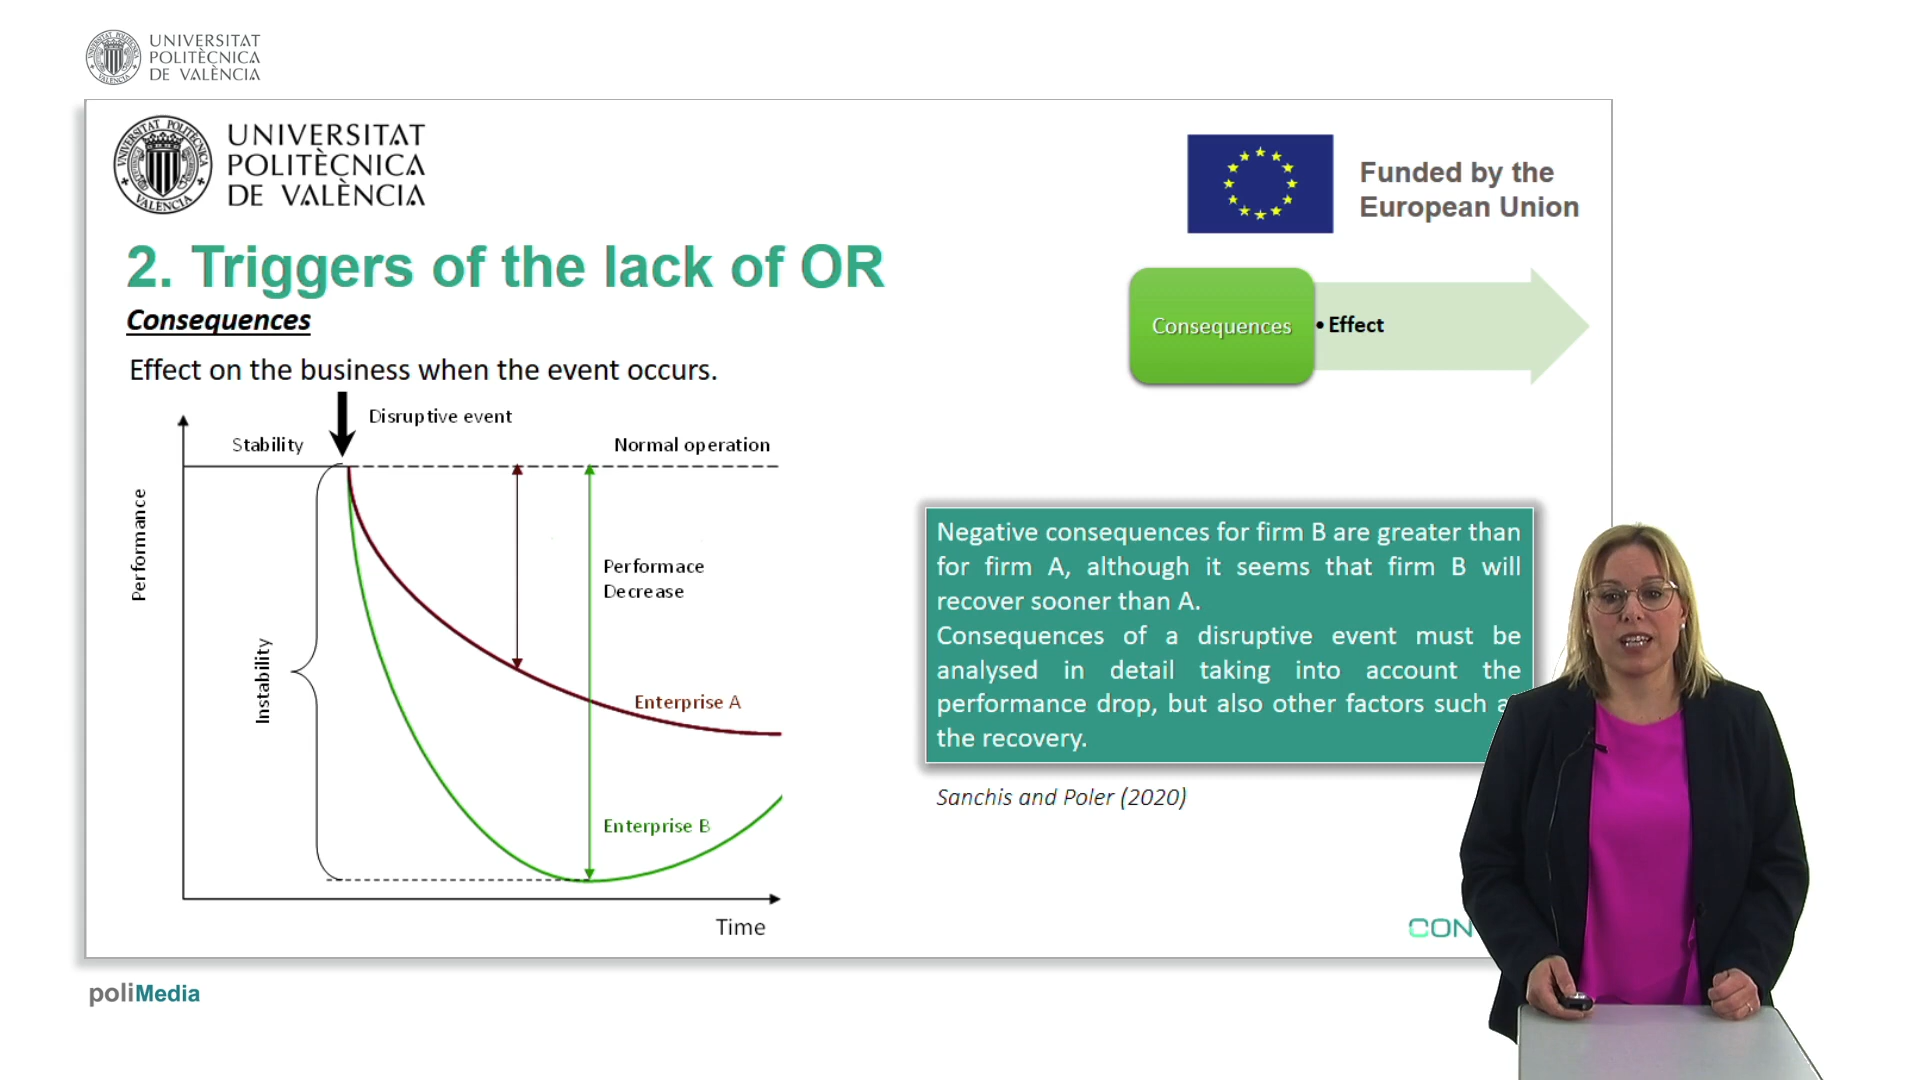 UNIVERSITAT
POLITÈCNICA
DE VALÈNCIA
UNIVERSITAT
POLITÈCNICA
DE VALÈNCIA
Funded by the
European Union
2. Triggers of the lack of OR
Consequences
Consequences
• Effect
Effect on the business when the event occurs.
Disruptive event
Stability
Normal operation
Performance
Instability
Performace
Decrease
Enterprise A
Enterprise B
Time
Negative consequences for firm B are greater than
for firm A, although it seems that firm B will
recover sooner than A.
Consequences of a disruptive event must be
analysed in detail taking into account the
performance drop, but also other factors such
the recovery.
Sanchis and Poler (2020)
CON
poliMedia